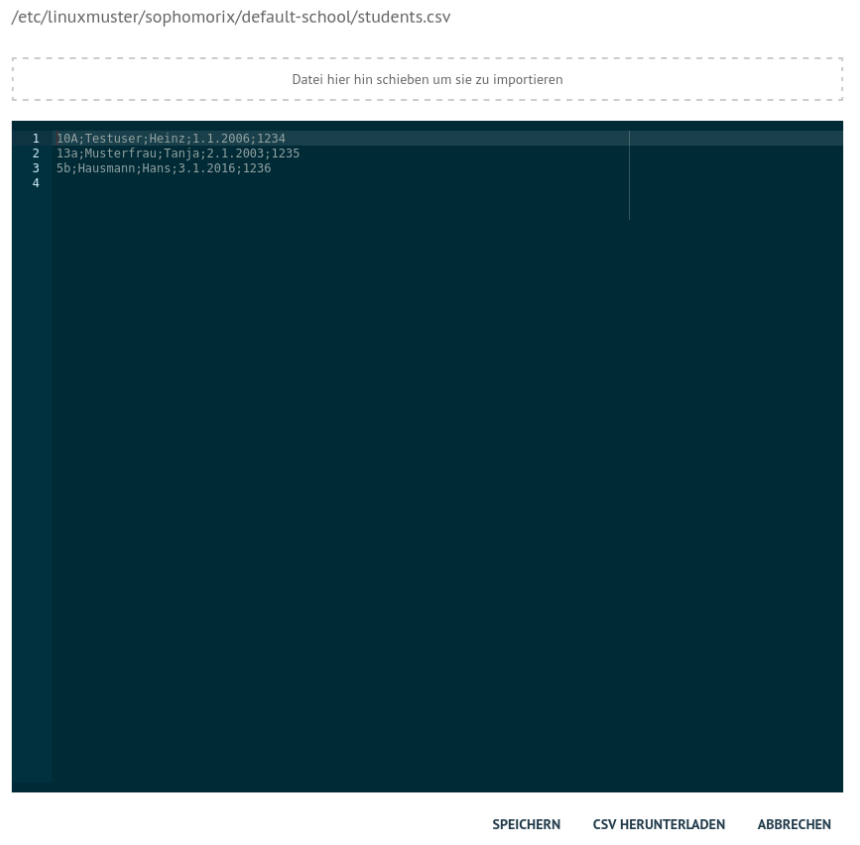 /etc/linuxmuster/sophomorix/default-school/students.csv
Datei hier hin schieben um sie zu importieren
1 10A;Testuser;Heinz;1.1.2006;1234
2 13a;Musterfrau;Tanja;2.1.2003;1235
3 5b;Hausmann;Hans;3.1.2016;1236
4
SPEICHERN CSV HERUNTERLADEN ABBRECHEN